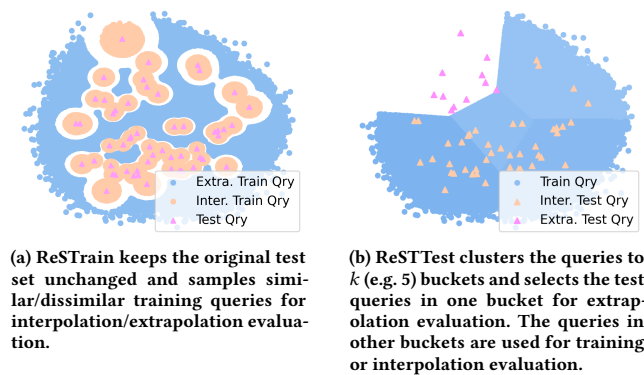 Extra. Train Qry
Inter. Train Qry
Test Qry
Train Qry
Inter. Test Qry
Extra. Test Qry
(a) ReSTrain keeps the original test
set unchanged and samples simi-
lar/dissimilar training queries for
interpolation/extrapolation evalua-
tion.
(b) ReSTTest clusters the queries to
k (e.g. 5) buckets and selects the test
queries in one bucket for extrap-
olation evaluation. The queries in
other buckets are used for training
or interpolation evaluation.